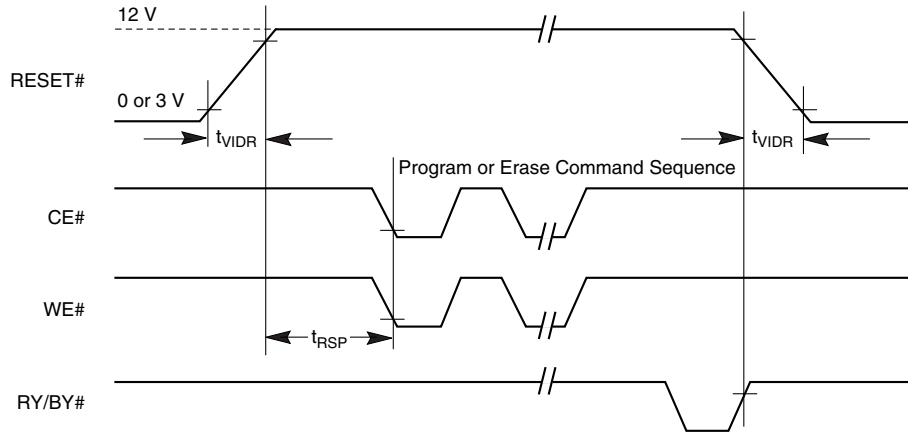 12 V
RESET#
0 or 3 V
tVIDR
tVIDR
Program or Erase Command Sequence
CE#
WE#
tRSP
RY/BY#